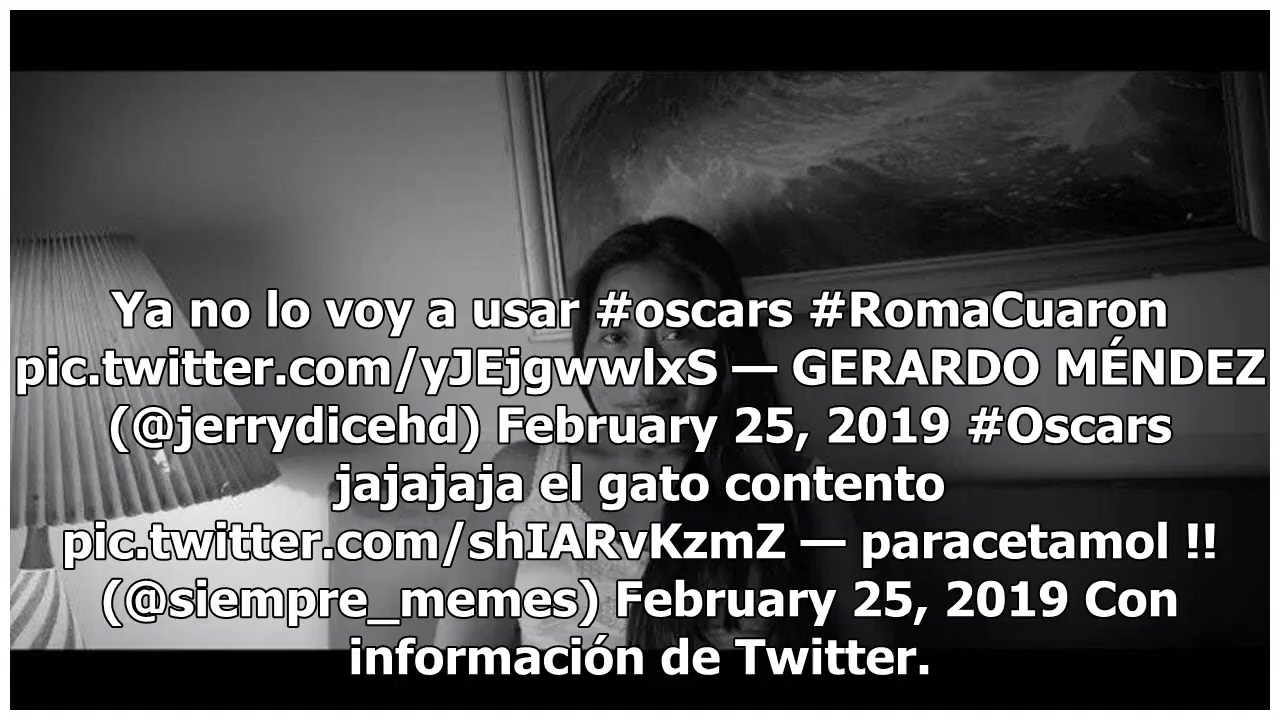 Ya no lo voy a usar #oscars #RomaCuaron
pic.twitter.com/yJEjgwwlxS — GERARDO MÉNDEZ
(@jerrydicehd) February 25, 2019 #Oscars
jajajaja el gato contento
pic.twitter.com/shIARvKzmZ — paracetamol !!
(@siempre_memes) February 25, 2019 Con
información de Twitter.